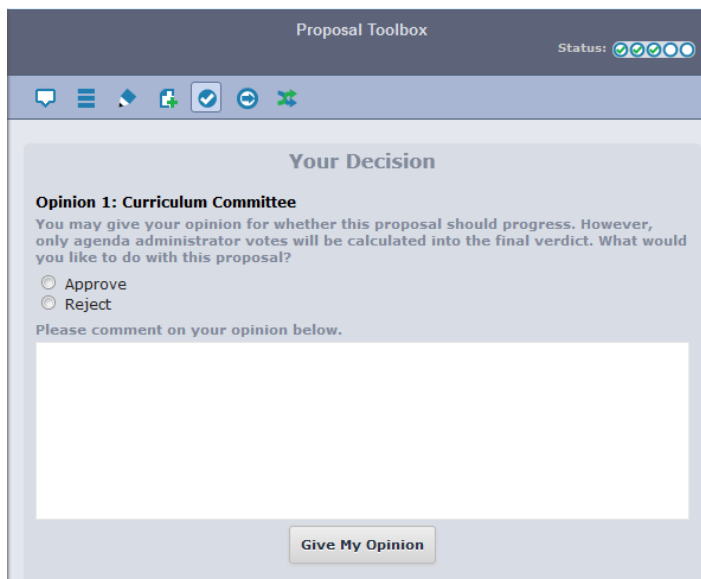 Proposal Toolbox
Status:
Your Decision
Opinion 1: Curriculum Committee
You may give your opinion for whether this proposal should progress. However,
only agenda administrator votes will be calculated into the final verdict. What would
you like to do with this proposal?
Approve
Reject
Please comment on your opinion below.
Give My Opinion